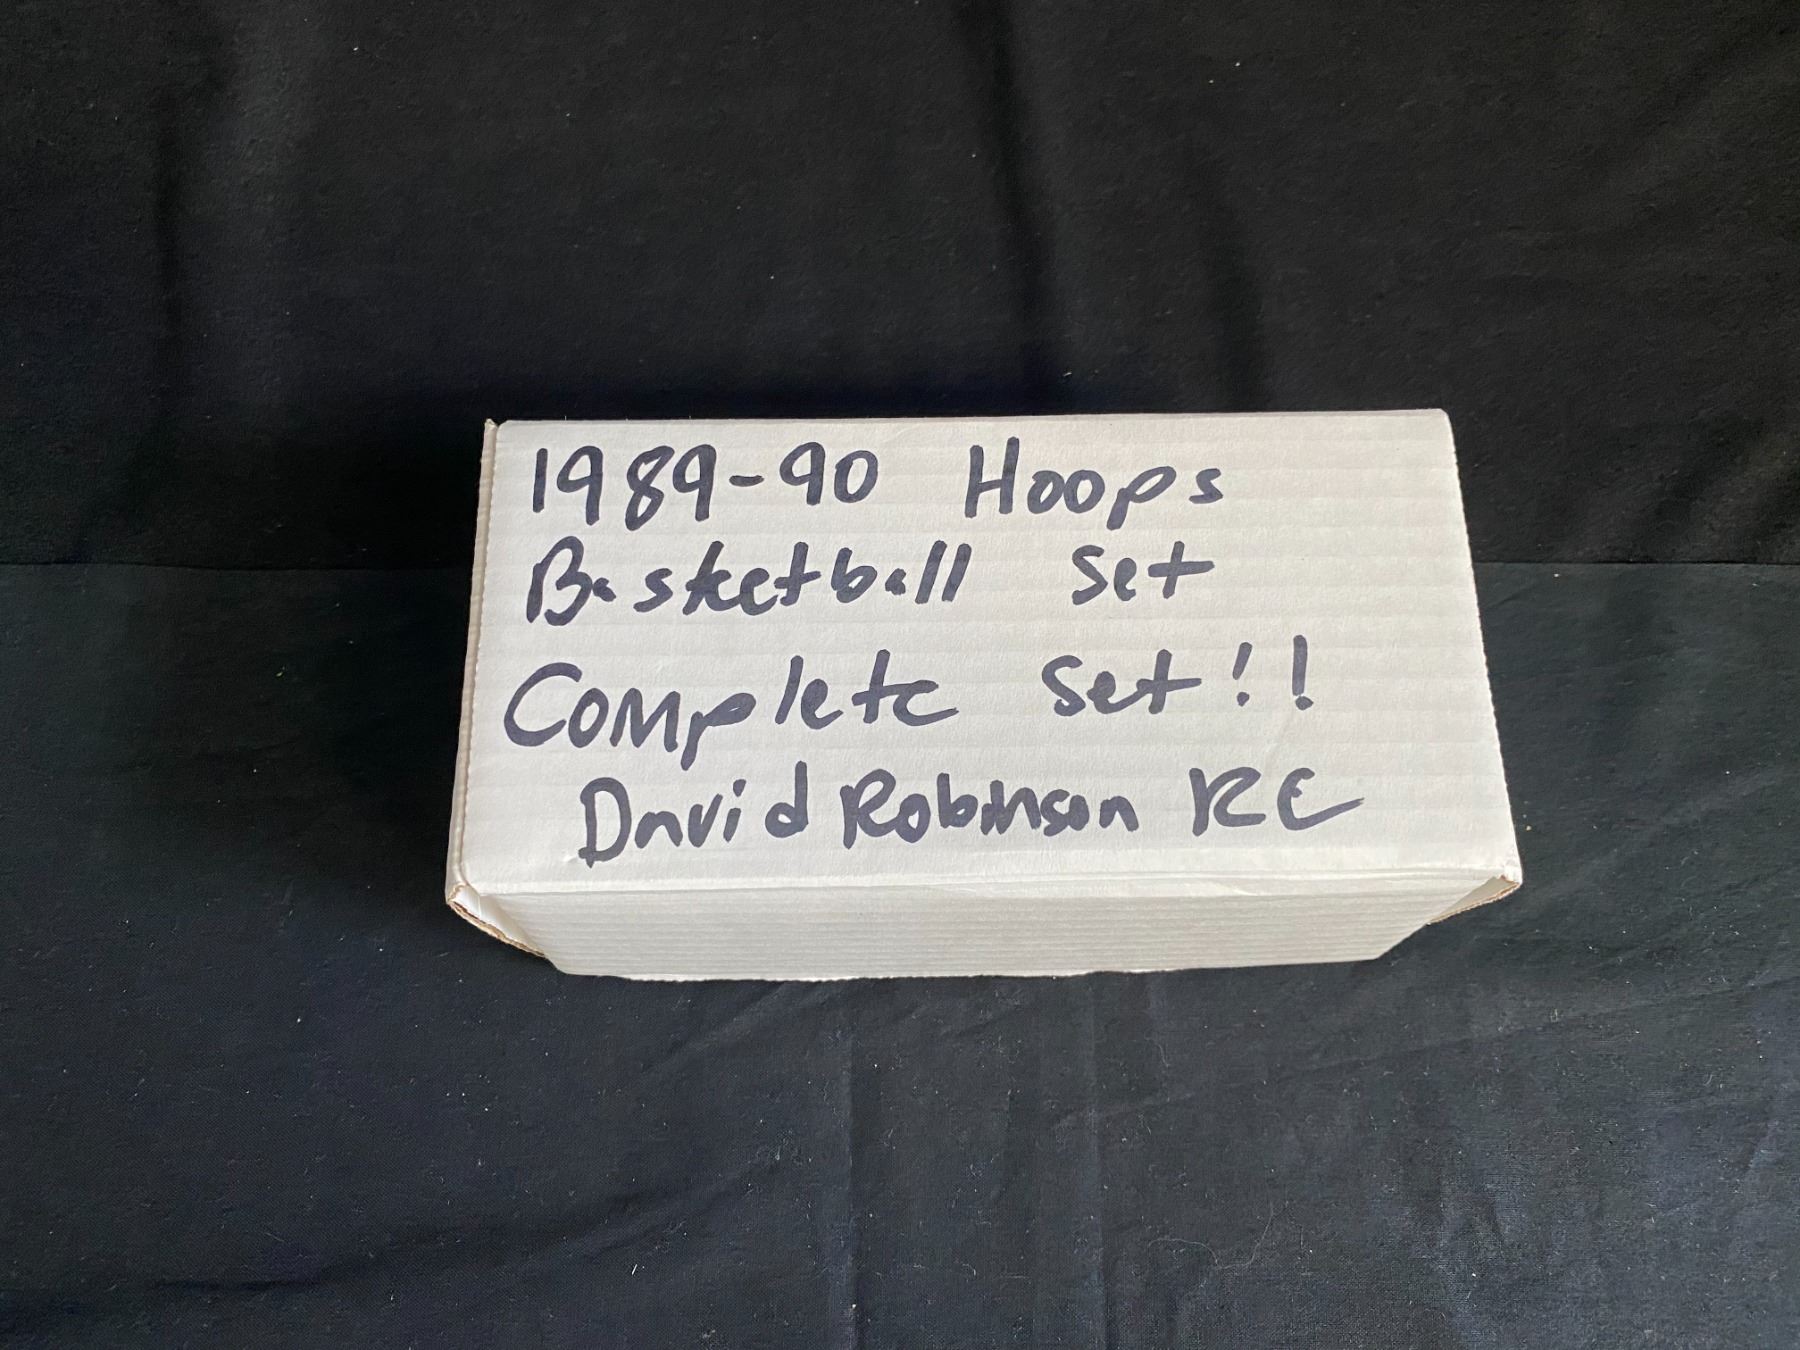 1989-90 Hoops
Basketball Set
Complete Set!!
David Robinson RC